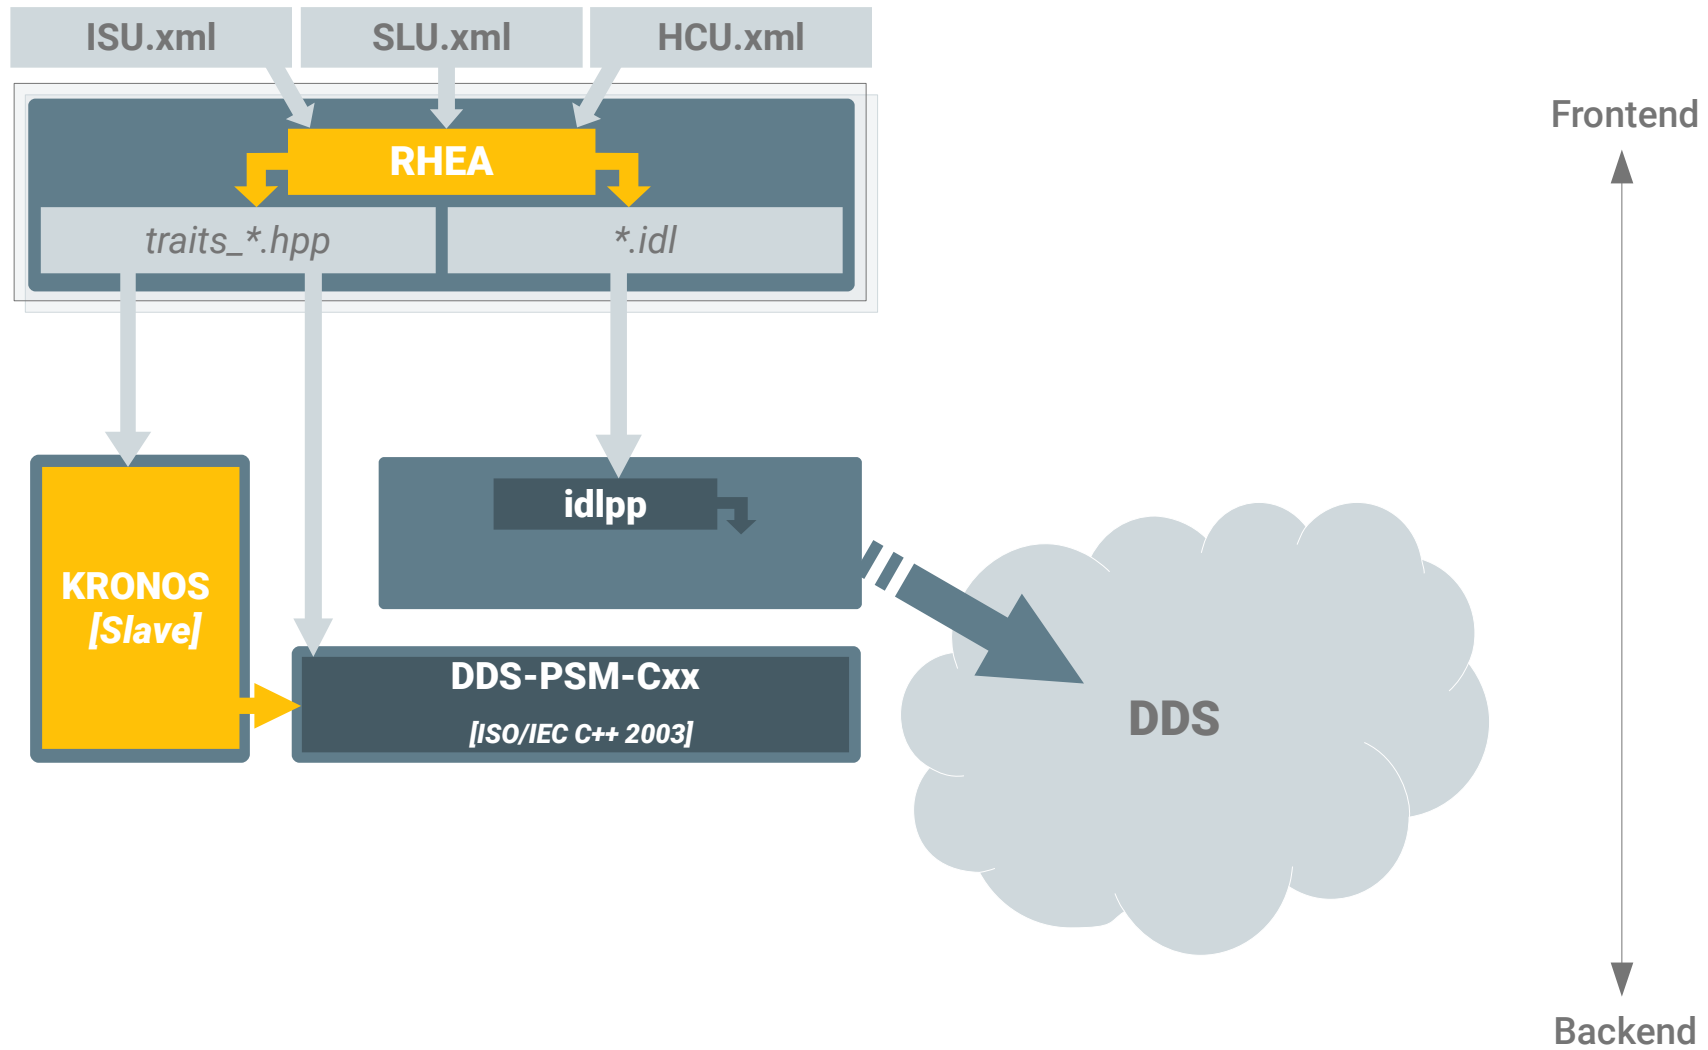 ISU.xml
SLU.xml
HCU.xml
Frontend
RHEA
traits_*.hpp
*.idl
idlpp
KRONOS
[Slave]
DDS-PSM-Cxx
[ISO/IEC C++ 2003]
DDS
Backend